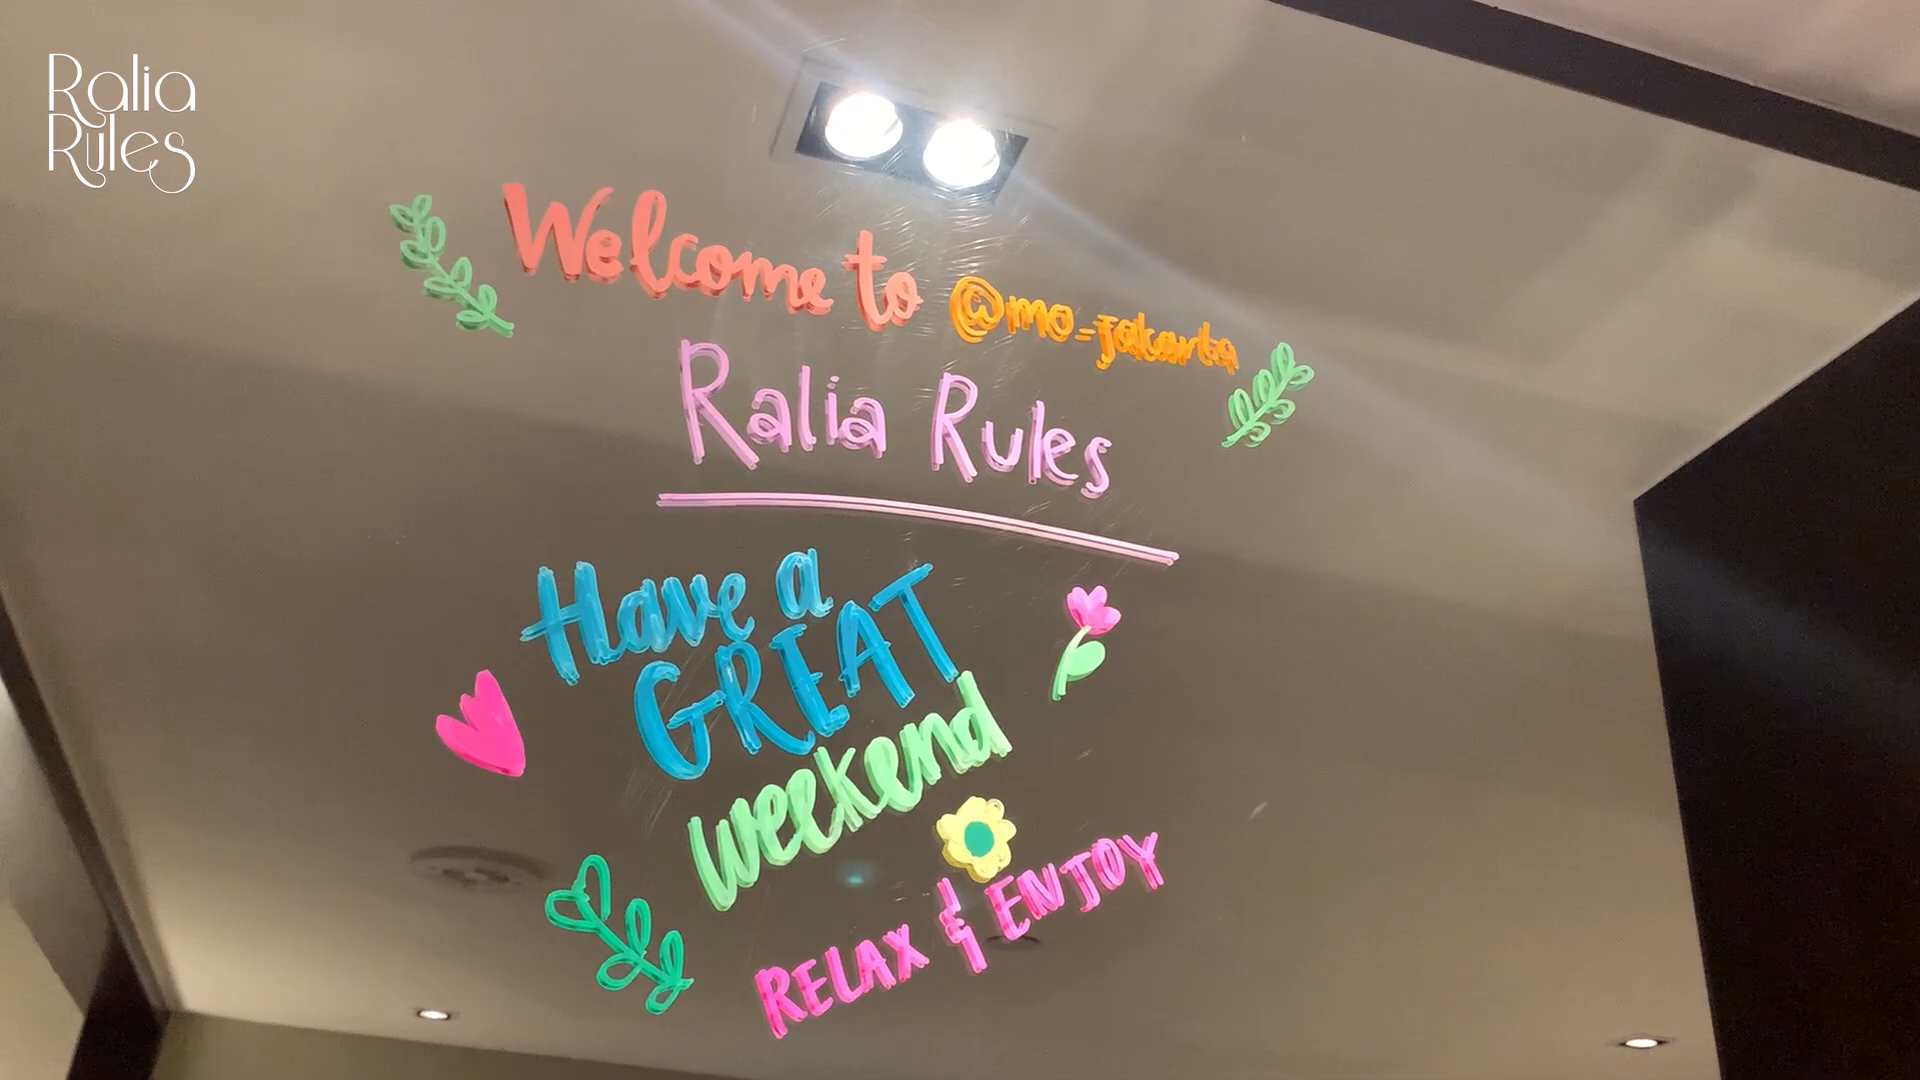 Ralia
Rules
Welcome to @mo_jakarta
Ralia Rules
Have a
GREAT
weekend
RELAX & ENJOY